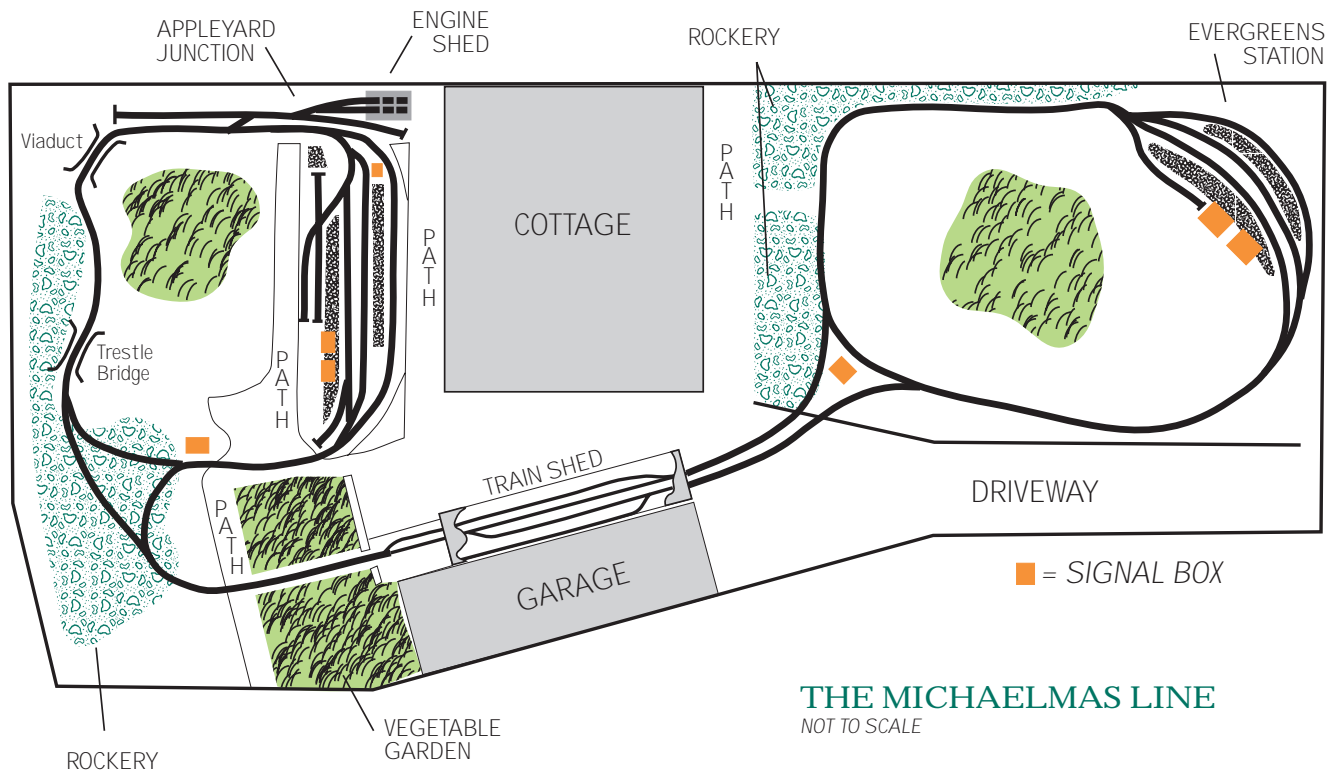 APPLEYARD
JUNCTION
ENGINE
SHED
ROCKERY
EVERGREENS
STATION
Viaduct
PATH
COTTAGE
PATH
Trestle
Bridge
PATH
TRAIN SHED
DRIVEWAY
PATH
GARAGE
= SIGNAL BOX
THE MICHAELMAS LINE
NOT TO SCALE
VEGETABLE
GARDEN
ROCKERY